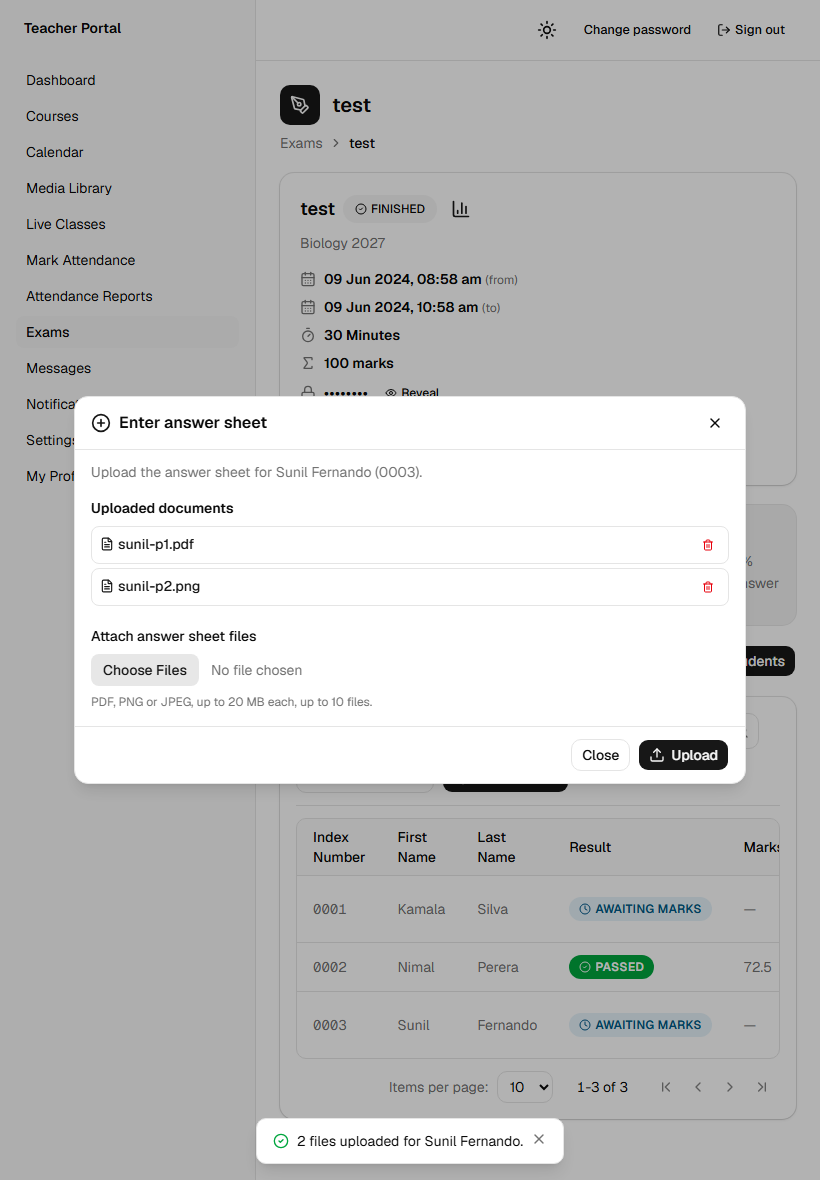 Teacher Portal
Change password
Sign out
Dashboard
Courses
Calendar
Media Library
Live Classes
Mark Attendance
Attendance Reports
Exams
Messages
test
Exams > test
test
FINISHED
Biology 2027
09 Jun 2024, 08:58 am (from)
09 Jun 2024, 10:58 am (to)
30 Minutes
100 marks
•••••••• Reveal
Enter answer sheet
Upload the answer sheet for Sunil Fernando (0003).
Uploaded documents
sunil-p1.pdf
sunil-p2.png
Attach answer sheet files
Choose Files No file chosen
PDF, PNG or JPEG, up to 20 MB each, up to 10 files.
Close
Upload
Index Number
First Name
Last Name
Result
Marks
0001 Kamala Silva AWAITING MARKS —
0002 Nimal Perera PASSED 72.5
0003 Sunil Fernando AWAITING MARKS —
Items per page: 10 1-3 of 3
2 files uploaded for Sunil Fernando.